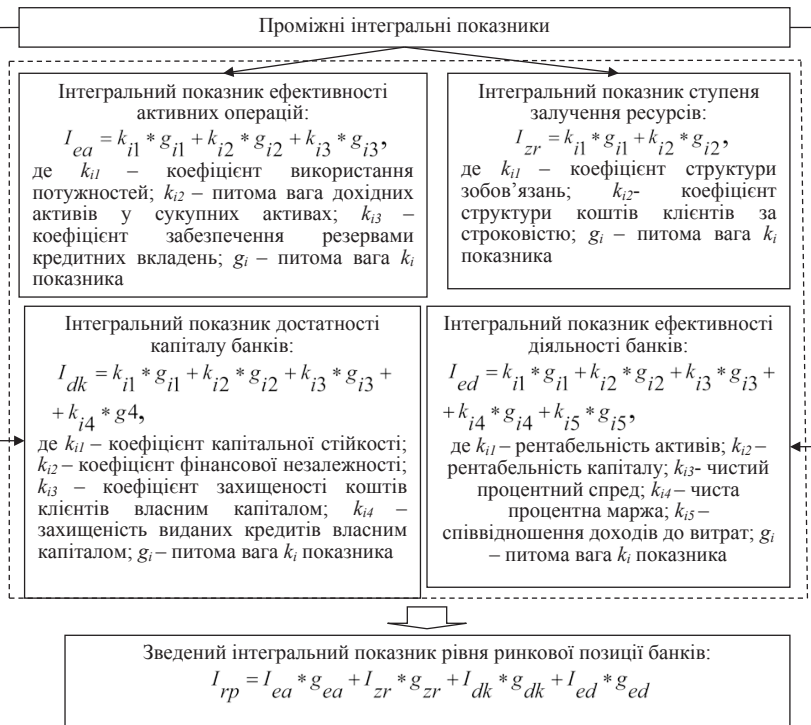 Проміжні інтегральні показники
Інтегральний показник ефективності
активних операцій:
I_ea = k_i1 * g_i1 + k_i2 * g_i2 + k_i3 * g_i3,
де k_i1 – коефіцієнт використання
потужностей; k_i2 – питома вага дохідних
активів у сукупних активах; k_i3 –
коефіцієнт забезпечення резервами
кредитних вкладень; g_i – питома вага k_i
показника
Інтегральний показник ступеня
залучення ресурсів:
I_zr = k_i1 * g_i1 + k_i2 * g_i2,
де k_i1 – коефіцієнт структури
зобов’язань; k_i2- коефіцієнт
структури коштів клієнтів за
строковістю; g_i – питома вага k_i
показника
Інтегральний показник достатності
капіталу банків:
I_dk = k_i1 * g_i1 + k_i2 * g_i2 + k_i3 * g_i3 +
+ k_i4 * g4,
де k_i1 – коефіцієнт капітальної стійкості;
k_i2 – коефіцієнт фінансової незалежності;
k_i3 – коефіцієнт захищеності коштів
клієнтів власним капіталом; k_i4 –
захищеність виданих кредитів власним
капіталом; g_i – питома вага k_i показника
Інтегральний показник ефективності
діяльності банків:
I_ed = k_i1 * g_i1 + k_i2 * g_i2 + k_i3 * g_i3 +
+ k_i4 * g_i4 + k_i5 * g_i5,
де k_i1 – рентабельність активів; k_i2 –
рентабельність капіталу; k_i3- чистий
процентний спред; k_i4 – чиста
процентна маржа; k_i5 –
співвідношення доходів до витрат; g_i
– питома вага k_i показника
Зведений інтегральний показник рівня ринкової позиції банків:
I_rp = I_ea * g_ea + I_zr * g_zr + I_dk * g_dk + I_ed * g_ed